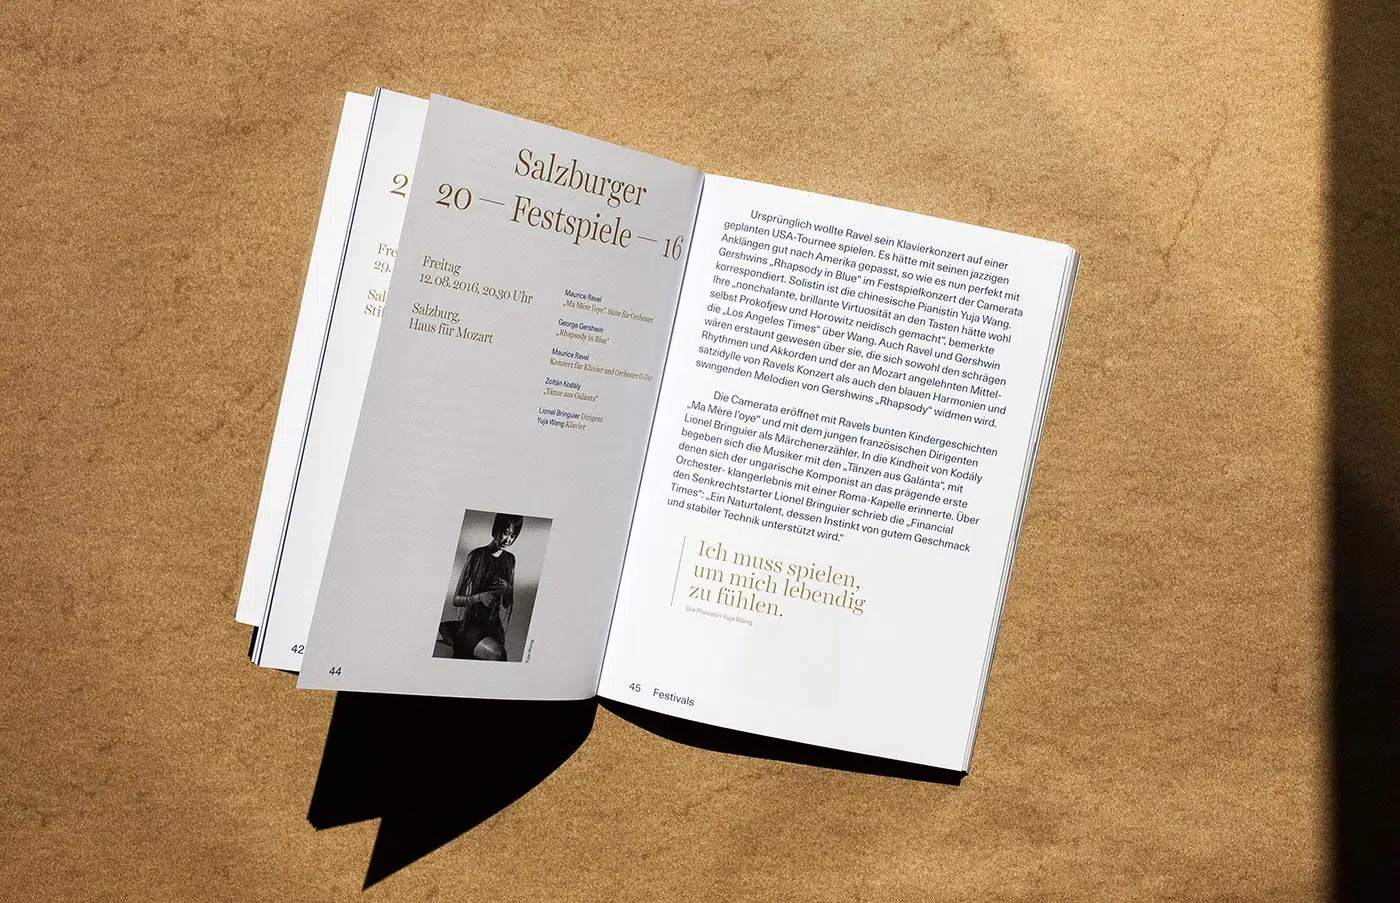 2
Fre
29.
Sal
Sti
42
Salzburger
20 — Festspiele — 16
Freitag
12. 08. 2016, 20.30 Uhr
Salzburg,
Haus für Mozart
Maurice Ravel
„Ma Mère l'oye“. Suite für Orchester
George Gershwin
„Rhapsody in Blue“
Maurice Ravel
Konzert für Klavier und Orchester G-Dur
Zoltán Kodály
„Tänze aus Galánta“
Lionel Bringuier Dirigent
Yuja Wang Klavier
Yuja Wang
44
Ursprünglich wollte Ravel sein Klavierkonzert auf einer
geplanten USA-Tournee spielen. Es hätte mit seinen jazzigen
Anklängen gut nach Amerika gepasst, so wie es nun perfekt mit
Gershwins „Rhapsody in Blue“ im Festspielkonzert der Camerata
korrespondiert. Solistin ist die chinesische Pianistin Yuja Wang.
Ihre „nonchalante, brillante Virtuosität an den Tasten hätte wohl
selbst Prokofjew und Horowitz neidisch gemacht“, bemerkte
die „Los Angeles Times“ über Wang. Auch Ravel und Gershwin
wären erstaunt gewesen über sie, die sich sowohl den schrägen
Rhythmen und Akkorden und der an Mozart angelehnten Mittel-
satzidylle von Ravels Konzert als auch den blauen Harmonien und
swingenden Melodien von Gershwins „Rhapsody“ widmen wird.
Die Camerata eröffnet mit Ravels bunten Kindergeschichten
„Ma Mère l'oye“ und mit dem jungen französischen Dirigenten
Lionel Bringuier als Märchenerzähler. In die Kindheit von Kodály
begeben sich die Musiker mit den „Tänzen aus Galánta“, mit
denen sich der ungarische Komponist an das prägende erste
Orchester- klangerlebnis mit einer Roma-Kapelle erinnerte. Über
den Senkrechtstarter Lionel Bringuier schrieb die „Financial
Times“: „Ein Naturtalent, dessen Instinkt von gutem Geschmack
und stabiler Technik unterstützt wird.“
Ich muss spielen,
um mich lebendig
zu fühlen.
Die Pianistin Yuja Wang
45 Festivals